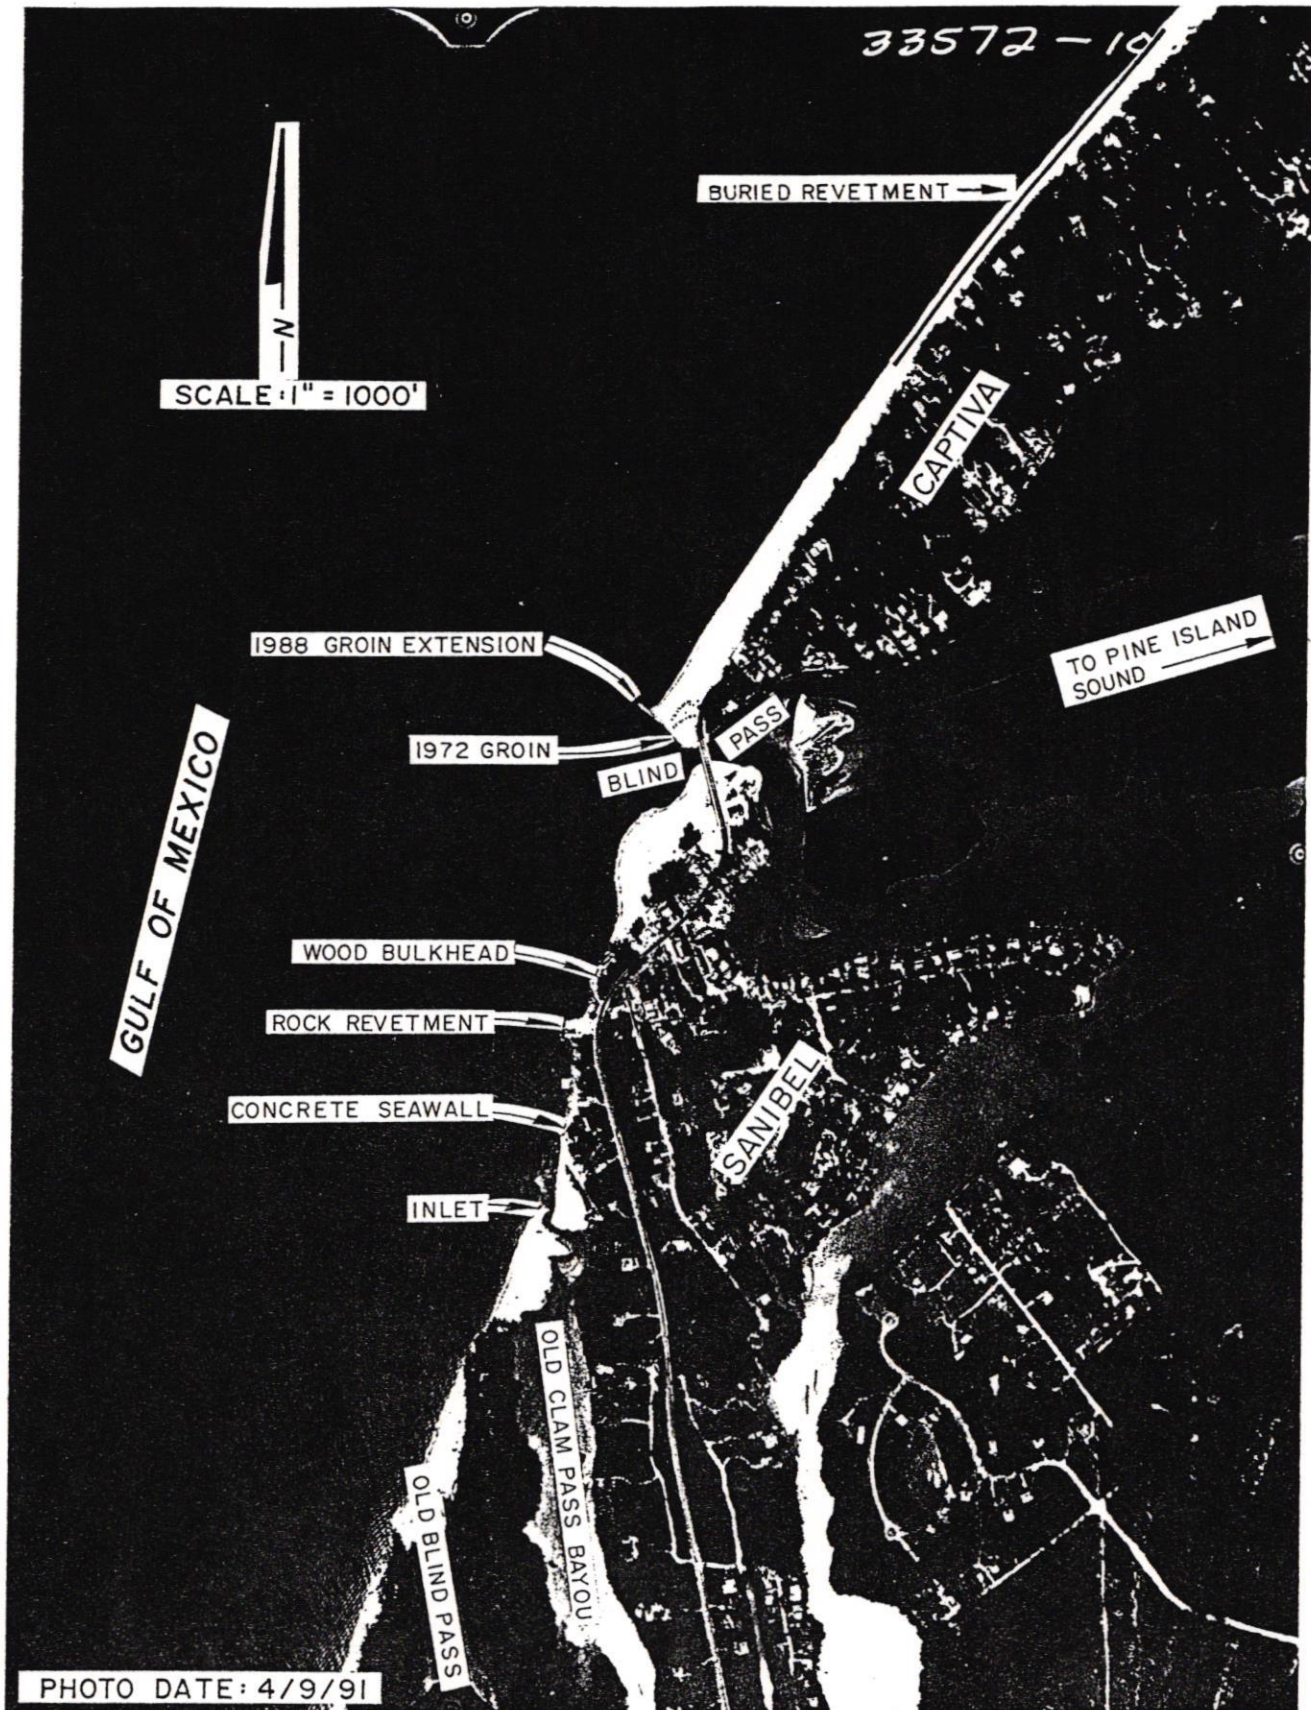 33572-10
BURIED REVETMENT
N
SCALE: 1" = 1000'
CAPTIVA
1988 GROIN EXTENSION
TO PINE ISLAND
SOUND
1972 GROIN
BLIND PASS
GULF OF MEXICO
WOOD BULKHEAD
ROCK REVETMENT
CONCRETE SEAWALL
SANIBEL
INLET
OLD CLAM PASS BAYOU
OLD BLIND PASS
PHOTO DATE: 4/9/91